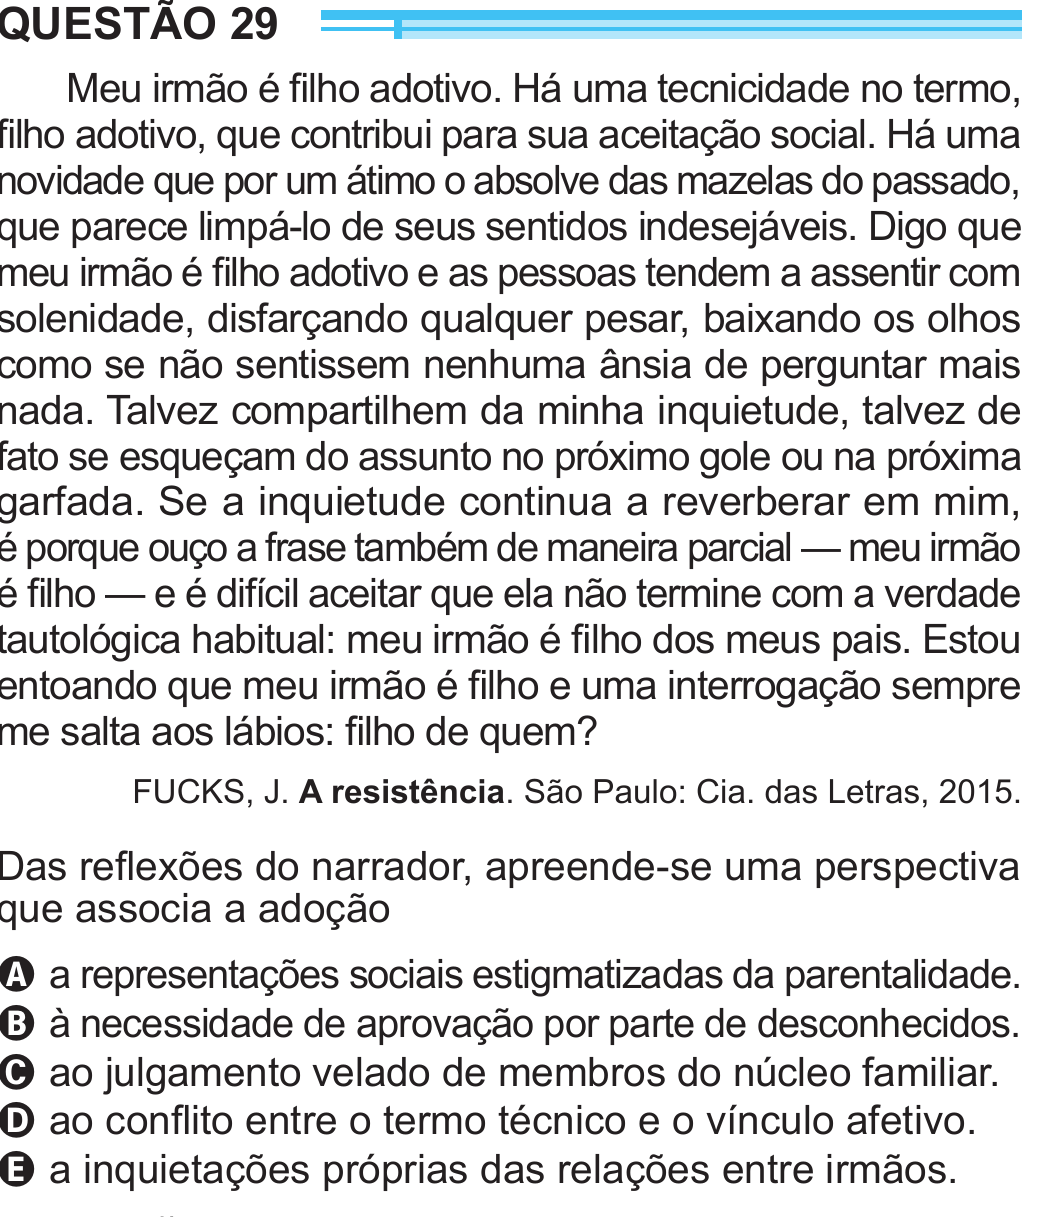 QUESTÃO 29
Meu irmão é filho adotivo. Há uma tecnicidade no termo,
filho adotivo, que contribui para sua aceitação social. Há uma
novidade que por um átimo o absolve das mazelas do passado,
que parece limpá-lo de seus sentidos indesejáveis. Digo que
meu irmão é filho adotivo e as pessoas tendem a assentir com
solenidade, disfarçando qualquer pesar, baixando os olhos
como se não sentissem nenhuma ânsia de perguntar mais
nada. Talvez compartilhem da minha inquietude, talvez de
fato se esqueçam do assunto no próximo gole ou na próxima
garfada. Se a inquietude continua a reverberar em mim,
é porque ouço a frase também de maneira parcial — meu irmão
é filho — e é difícil aceitar que ela não termine com a verdade
tautológica habitual: meu irmão é filho dos meus pais. Estou
entoando que meu irmão é filho e uma interrogação sempre
me salta aos lábios: filho de quem?
FUCKS, J. A resistência. São Paulo: Cia. das Letras, 2015.
Das reflexões do narrador, apreende-se uma perspectiva
que associa a adoção
A a representações sociais estigmatizadas da parentalidade.
B à necessidade de aprovação por parte de desconhecidos.
C ao julgamento velado de membros do núcleo familiar.
D ao conflito entre o termo técnico e o vínculo afetivo.
E a inquietações próprias das relações entre irmãos.